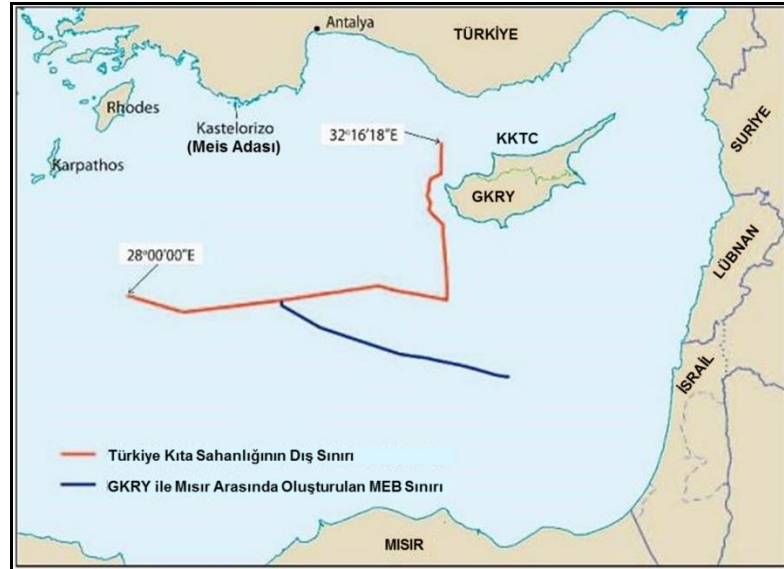 Antalya
TÜRKİYE
Rhodes
Kastelorizo
(Meis Adası)
32°16'18"E
KKTC
SURİYE
Karpathos
GKRY
LÜBNAN
28°00'00"E
İSRAİL
Türkiye Kıta Sahanlığının Dış Sınırı
GKRY ile Mısır Arasında Oluşturulan MEB Sınırı
MISIR